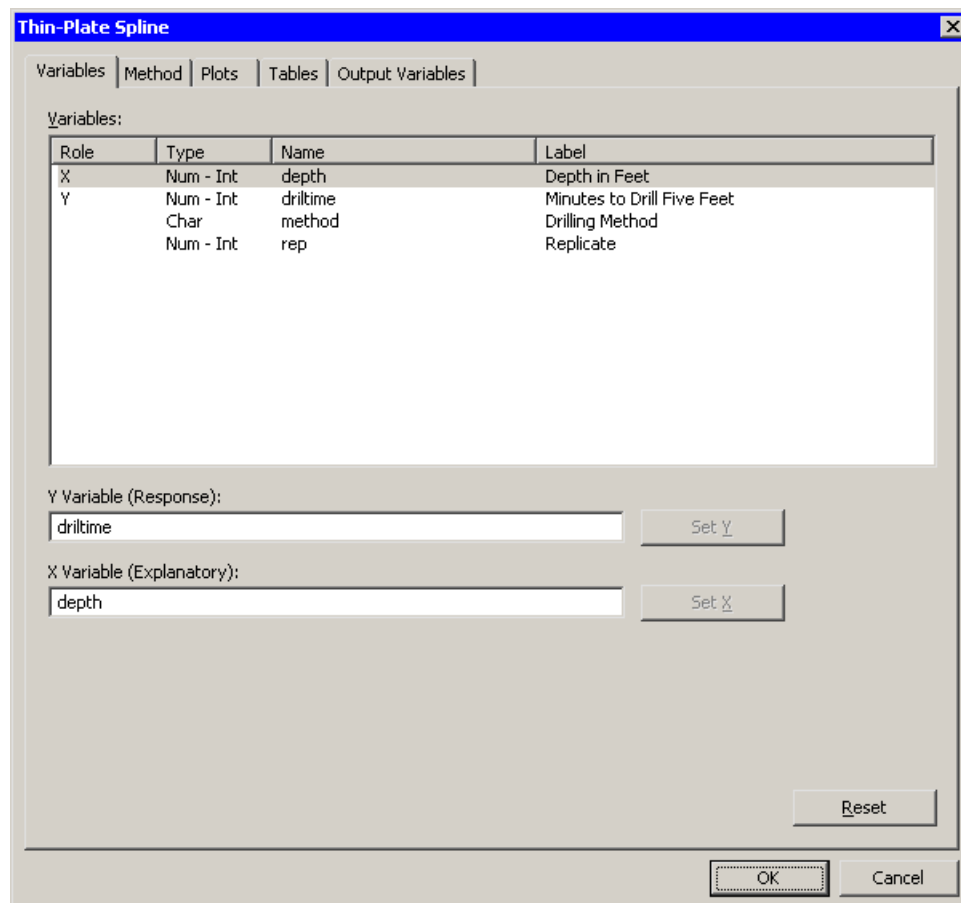 Thin-Plate Spline
Variables Method Plots Tables Output Variables
Variables:
Role Type Name Label
X Num - Int depth Depth in Feet
Y Num - Int driltime Minutes to Drill Five Feet
Char method Drilling Method
Num - Int rep Replicate
Y Variable (Response):
driltime Set Y
X Variable (Explanatory):
depth Set X
Reset
OK Cancel